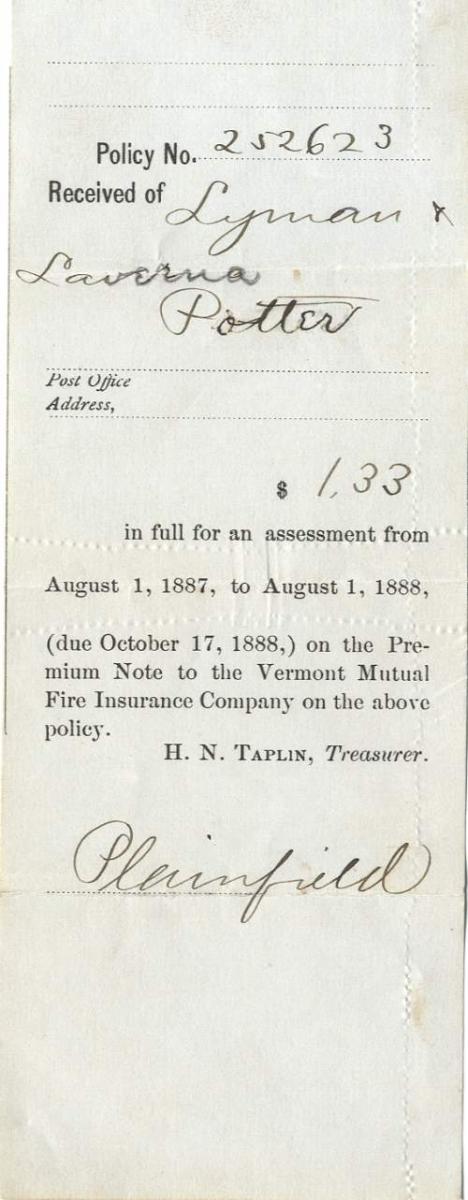 Policy No. 252623
Received of Lyman &
Laverna
Potter
Post Office
Address,
$ 1.33
in full for an assessment from
August 1, 1887, to August 1, 1888,
(due October 17, 1888,) on the Pre-
mium Note to the Vermont Mutual
Fire Insurance Company on the above
policy.
H. N. TAPLIN, Treasurer.
Plainfield